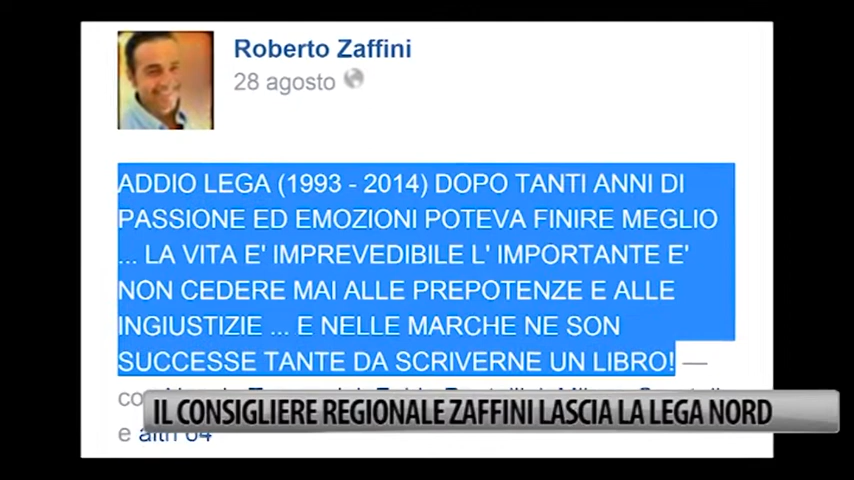 Roberto Zaffini
28 agosto
ADDIO LEGA (1993 - 2014) DOPO TANTI ANNI DI
PASSIONE ED EMOZIONI POTEVA FINIRE MEGLIO
... LA VITA E' IMPREVEDIBILE L' IMPORTANTE E'
NON CEDERE MAI ALLE PREPOTENZE E ALLE
INGIUSTIZIE ... E NELLE MARCHE NE SON
SUCCESSE TANTE DA SCRIVERNE UN LIBRO! —
IL CONSIGLIERE REGIONALE ZAFFINI LASCIA LA LEGA NORD
e altri 64